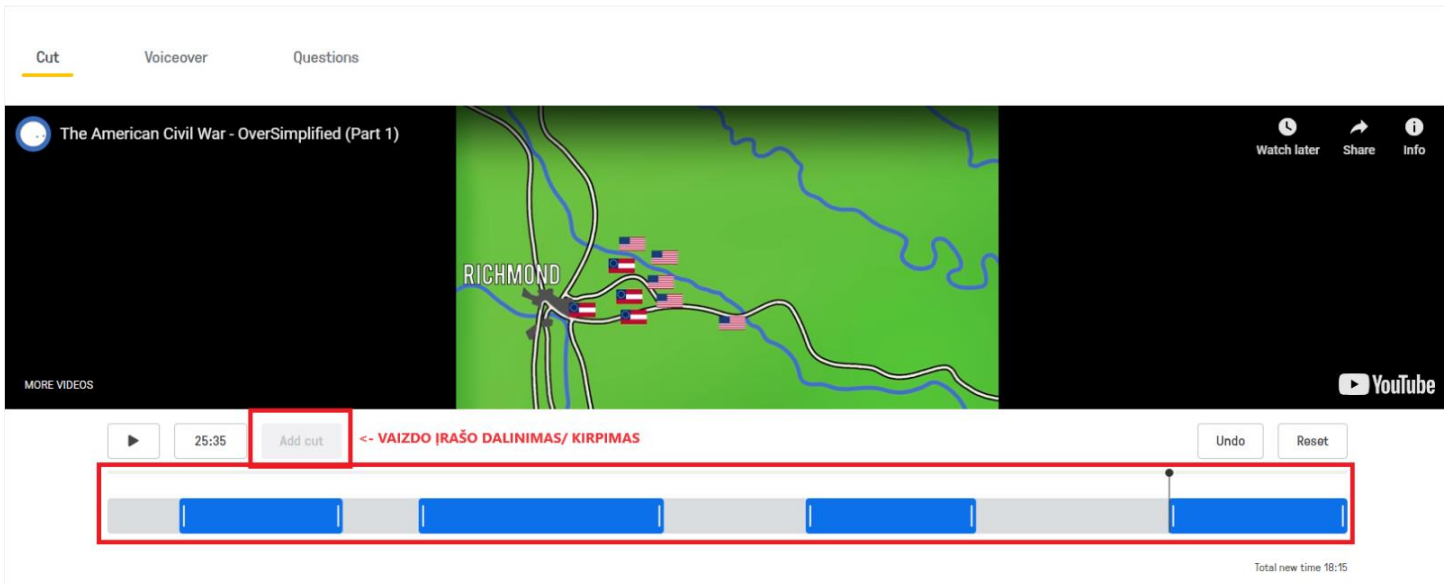 Cut Voiceover Questions
The American Civil War - OverSimplified (Part 1)
Watch later Share Info
RICHMOND
MORE VIDEOS
YouTube
25:35 Add cut <- VAIZDO ĮRAŠO DALINIMAS/ KIRPIMAS Undo Reset
Total new time 18:15